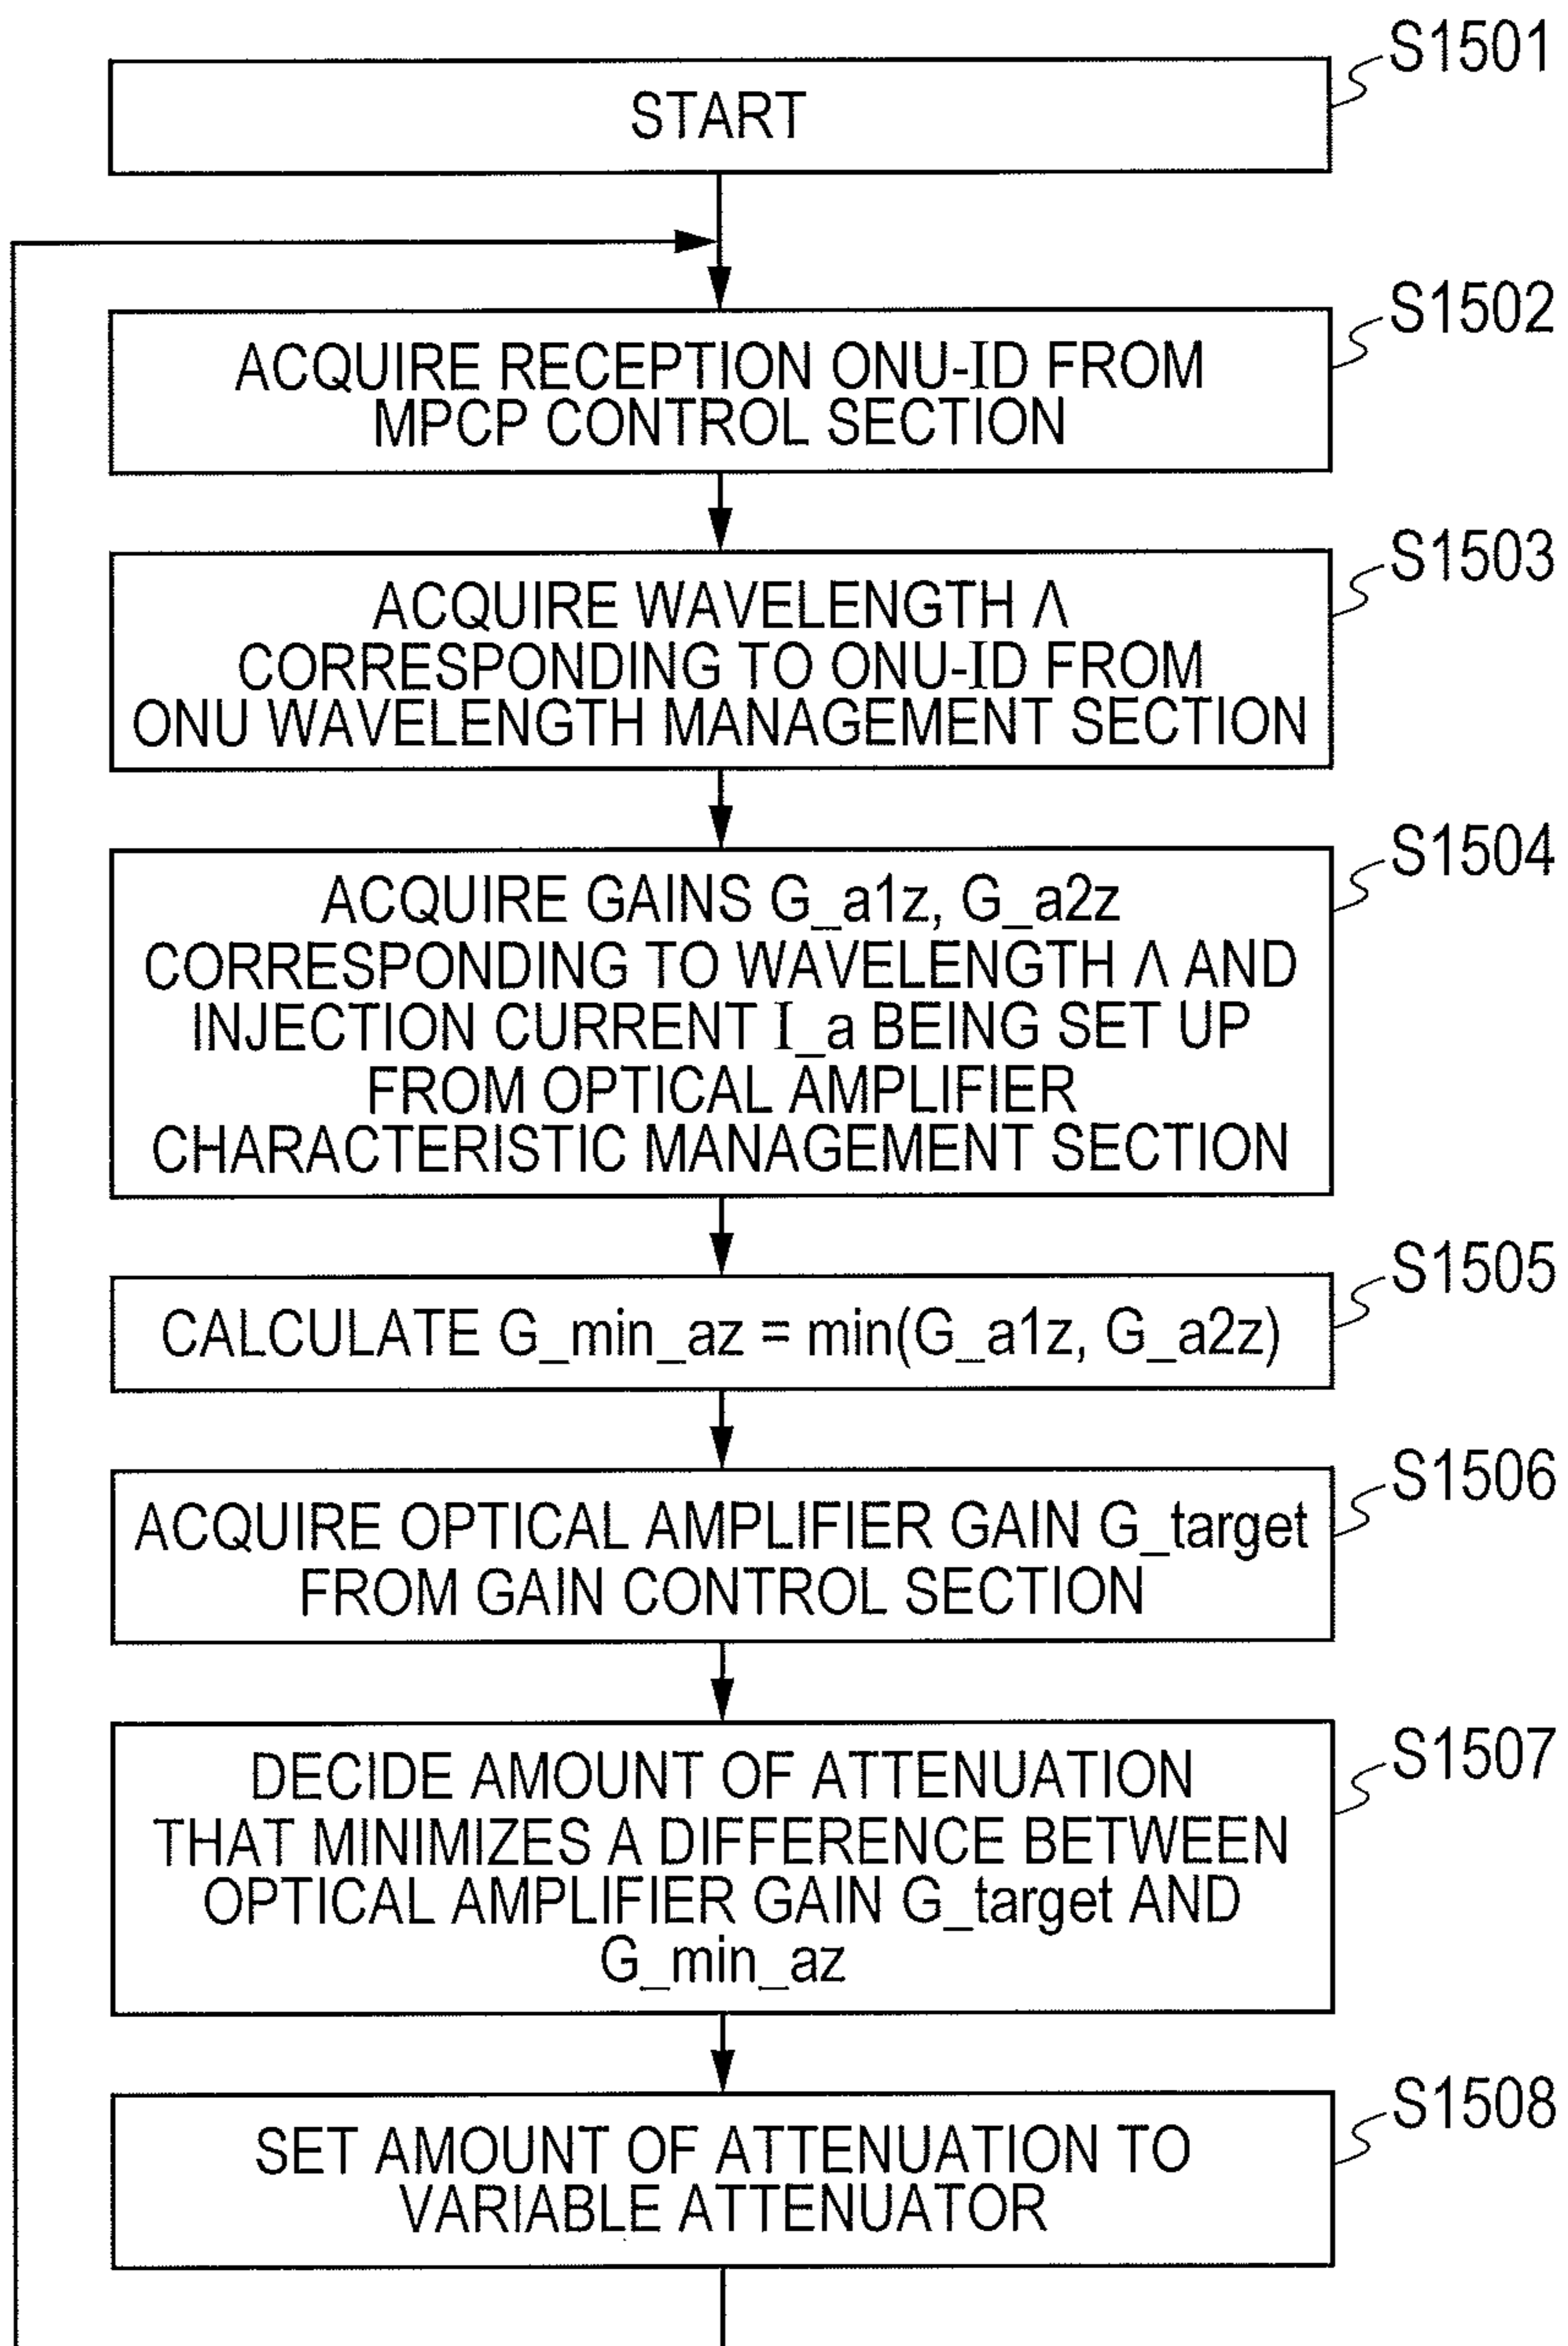 S1501
START
S1502
ACQUIRE RECEPTION ONU-ID FROM
MPCP CONTROL SECTION
S1503
ACQUIRE WAVELENGTH Λ
CORRESPONDING TO ONU-ID FROM
ONU WAVELENGTH MANAGEMENT SECTION
S1504
ACQUIRE GAINS G_a1z, G_a2z
CORRESPONDING TO WAVELENGTH Λ AND
INJECTION CURRENT I_a BEING SET UP
FROM OPTICAL AMPLIFIER
CHARACTERISTIC MANAGEMENT SECTION
S1505
CALCULATE G_min_az = min(G_a1z, G_a2z)
S1506
ACQUIRE OPTICAL AMPLIFIER GAIN G_target
FROM GAIN CONTROL SECTION
S1507
DECIDE AMOUNT OF ATTENUATION
THAT MINIMIZES A DIFFERENCE BETWEEN
OPTICAL AMPLIFIER GAIN G_target AND
G_min_az
S1508
SET AMOUNT OF ATTENUATION TO
VARIABLE ATTENUATOR